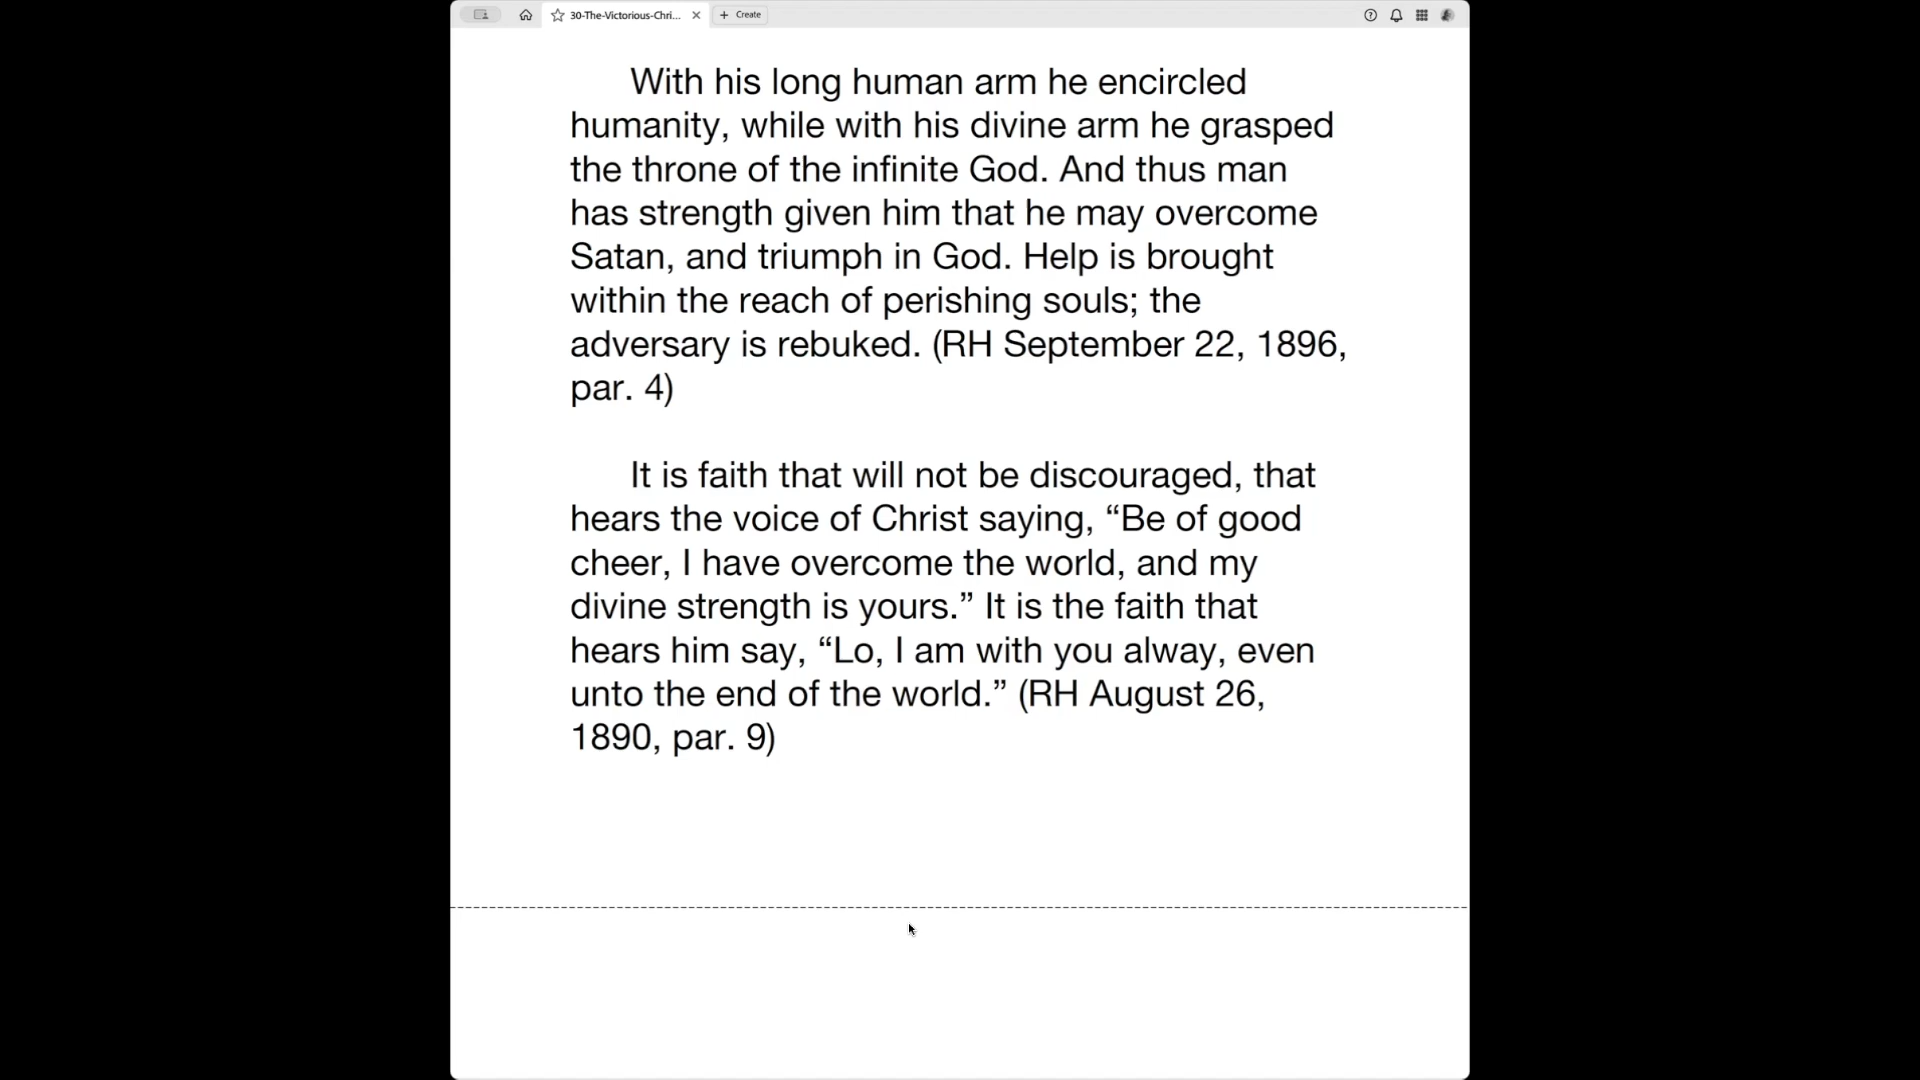 30-The-Victorious-Chri...
Create
With his long human arm he encircled
humanity, while with his divine arm he grasped
the throne of the infinite God. And thus man
has strength given him that he may overcome
Satan, and triumph in God. Help is brought
within the reach of perishing souls; the
adversary is rebuked. (RH September 22, 1896,
par. 4)
It is faith that will not be discouraged, that
hears the voice of Christ saying, “Be of good
cheer, I have overcome the world, and my
divine strength is yours.” It is the faith that
hears him say, “Lo, I am with you alway, even
unto the end of the world.” (RH August 26,
1890, par. 9)